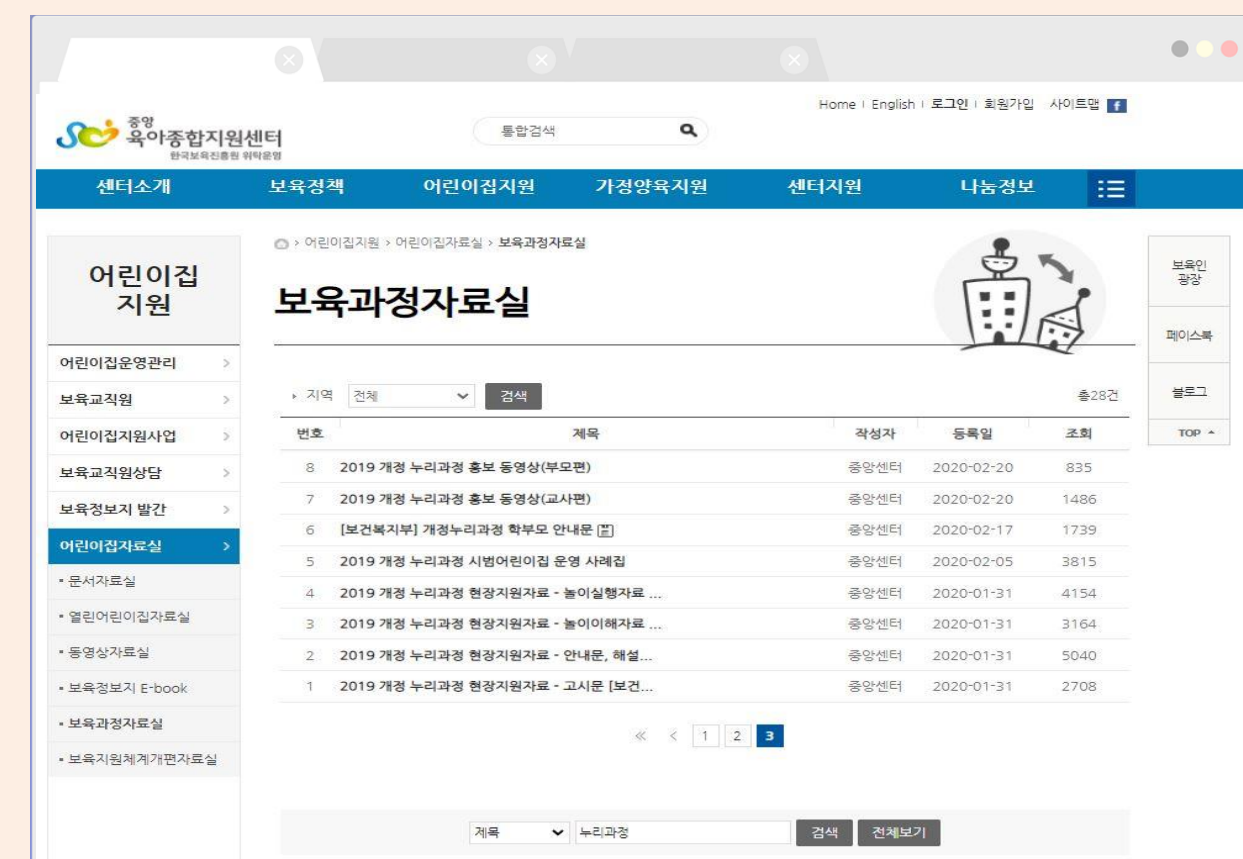 Home | English | 로그인 | 회원가입 사이트맵 f
중앙
육아종합지원센터
한국보육진흥원 위탁운영
통합검색
센터소개 보육정책 어린이집지원 가정양육지원 센터지원 나눔정보
어린이집
지원
어린이집운영관리 >
보육교직원 >
어린이집지원사업 >
보육교직원상담 >
보육정보지 발간 >
어린이집자료실 >
▪ 문서자료실
▪ 열린어린이집자료실
▪ 동영상자료실
▪ 보육정보지 E-book
▪ 보육과정자료실
▪ 보육지원체계개편자료실
> 어린이집지원 > 어린이집자료실 > 보육과정자료실
보육과정자료실
지역 전체 검색 총28건
번호 제목 작성자 등록일 조회
8 2019 개정 누리과정 홍보 동영상(부모편) 중앙센터 2020-02-20 835
7 2019 개정 누리과정 홍보 동영상(교사편) 중앙센터 2020-02-20 1486
6 [보건복지부] 개정누리과정 학부모 안내문 중앙센터 2020-02-17 1739
5 2019 개정 누리과정 시범어린이집 운영 사례집 중앙센터 2020-02-05 3815
4 2019 개정 누리과정 현장지원자료 - 놀이실행자료 ... 중앙센터 2020-01-31 4154
3 2019 개정 누리과정 현장지원자료 - 놀이이해자료 ... 중앙센터 2020-01-31 3164
2 2019 개정 누리과정 현장지원자료 - 안내문, 해설... 중앙센터 2020-01-31 5040
1 2019 개정 누리과정 현장지원자료 - 고시문 [보건... 중앙센터 2020-01-31 2708
≪ < 1 2 3
제목 누리과정 검색 전체보기
보육인
광장
페이스북
블로그
TOP